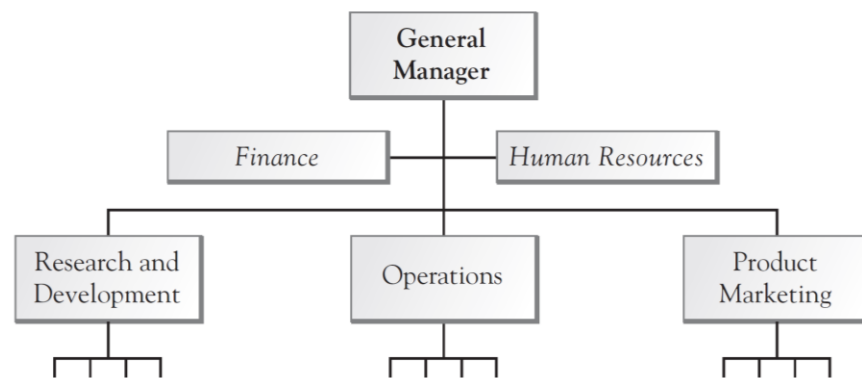 General
Manager
Finance
Human Resources
Research and
Development
Operations
Product
Marketing